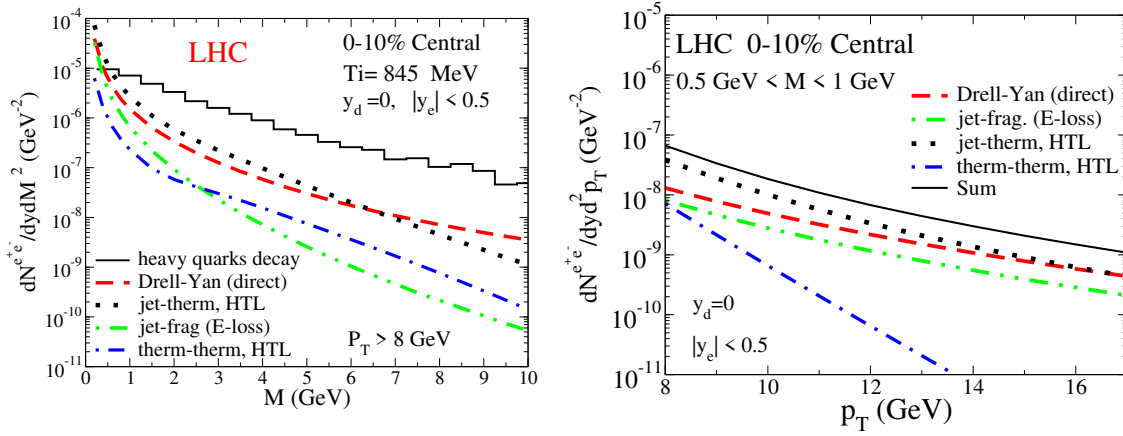 dN^{e^+e^-}/dydM^2 (GeV^{-2})
10^{-4}
10^{-5}
10^{-6}
10^{-7}
10^{-8}
10^{-9}
10^{-10}
10^{-11}
LHC
0-10% Central
Ti= 845 MeV
y_d =0, |y_e| < 0.5
heavy quarks decay
Drell-Yan (direct)
jet-therm, HTL
jet-frag (E-loss)
therm-therm, HTL
P_T > 8 GeV
0 1 2 3 4 5 6 7 8 9 10
M (GeV)
dN^{e^+e^-}/dyd^2p_T (GeV^{-2})
10^{-5}
10^{-6}
10^{-7}
10^{-8}
10^{-9}
10^{-10}
10^{-11}
LHC 0-10% Central
0.5 GeV < M < 1 GeV
Drell-Yan (direct)
jet-frag. (E-loss)
jet-therm, HTL
therm-therm, HTL
Sum
y_d=0
|y_e| < 0.5
8 10 12 14 16
p_T (GeV)